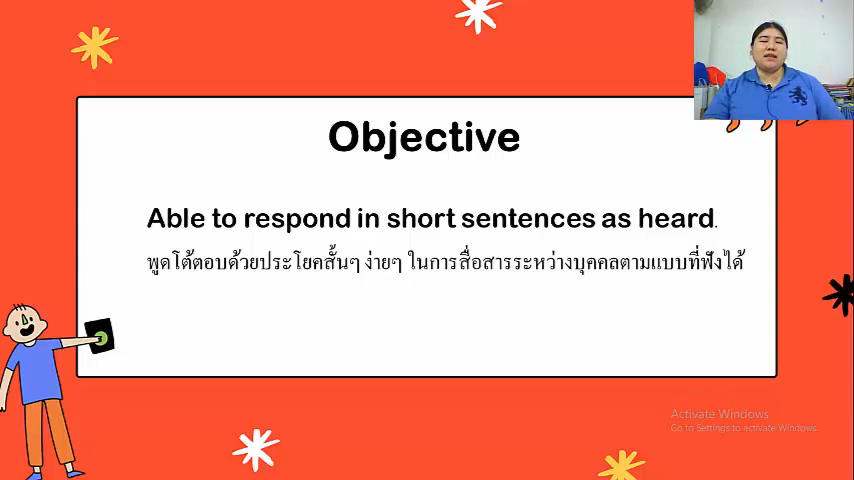 Objective
Able to respond in short sentences as heard.
พูดโต้ตอบด้วยประโยคสั้นๆ ง่ายๆ ในการสื่อสารระหว่างบุคคลตามแบบที่ฟังได้
Activate Windows
Go to Settings to activate Windows.